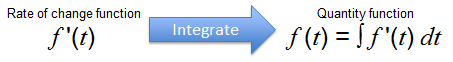 Rate of change function
f '(t)
Integrate
Quantity function
f (t) = ∫ f '(t) dt